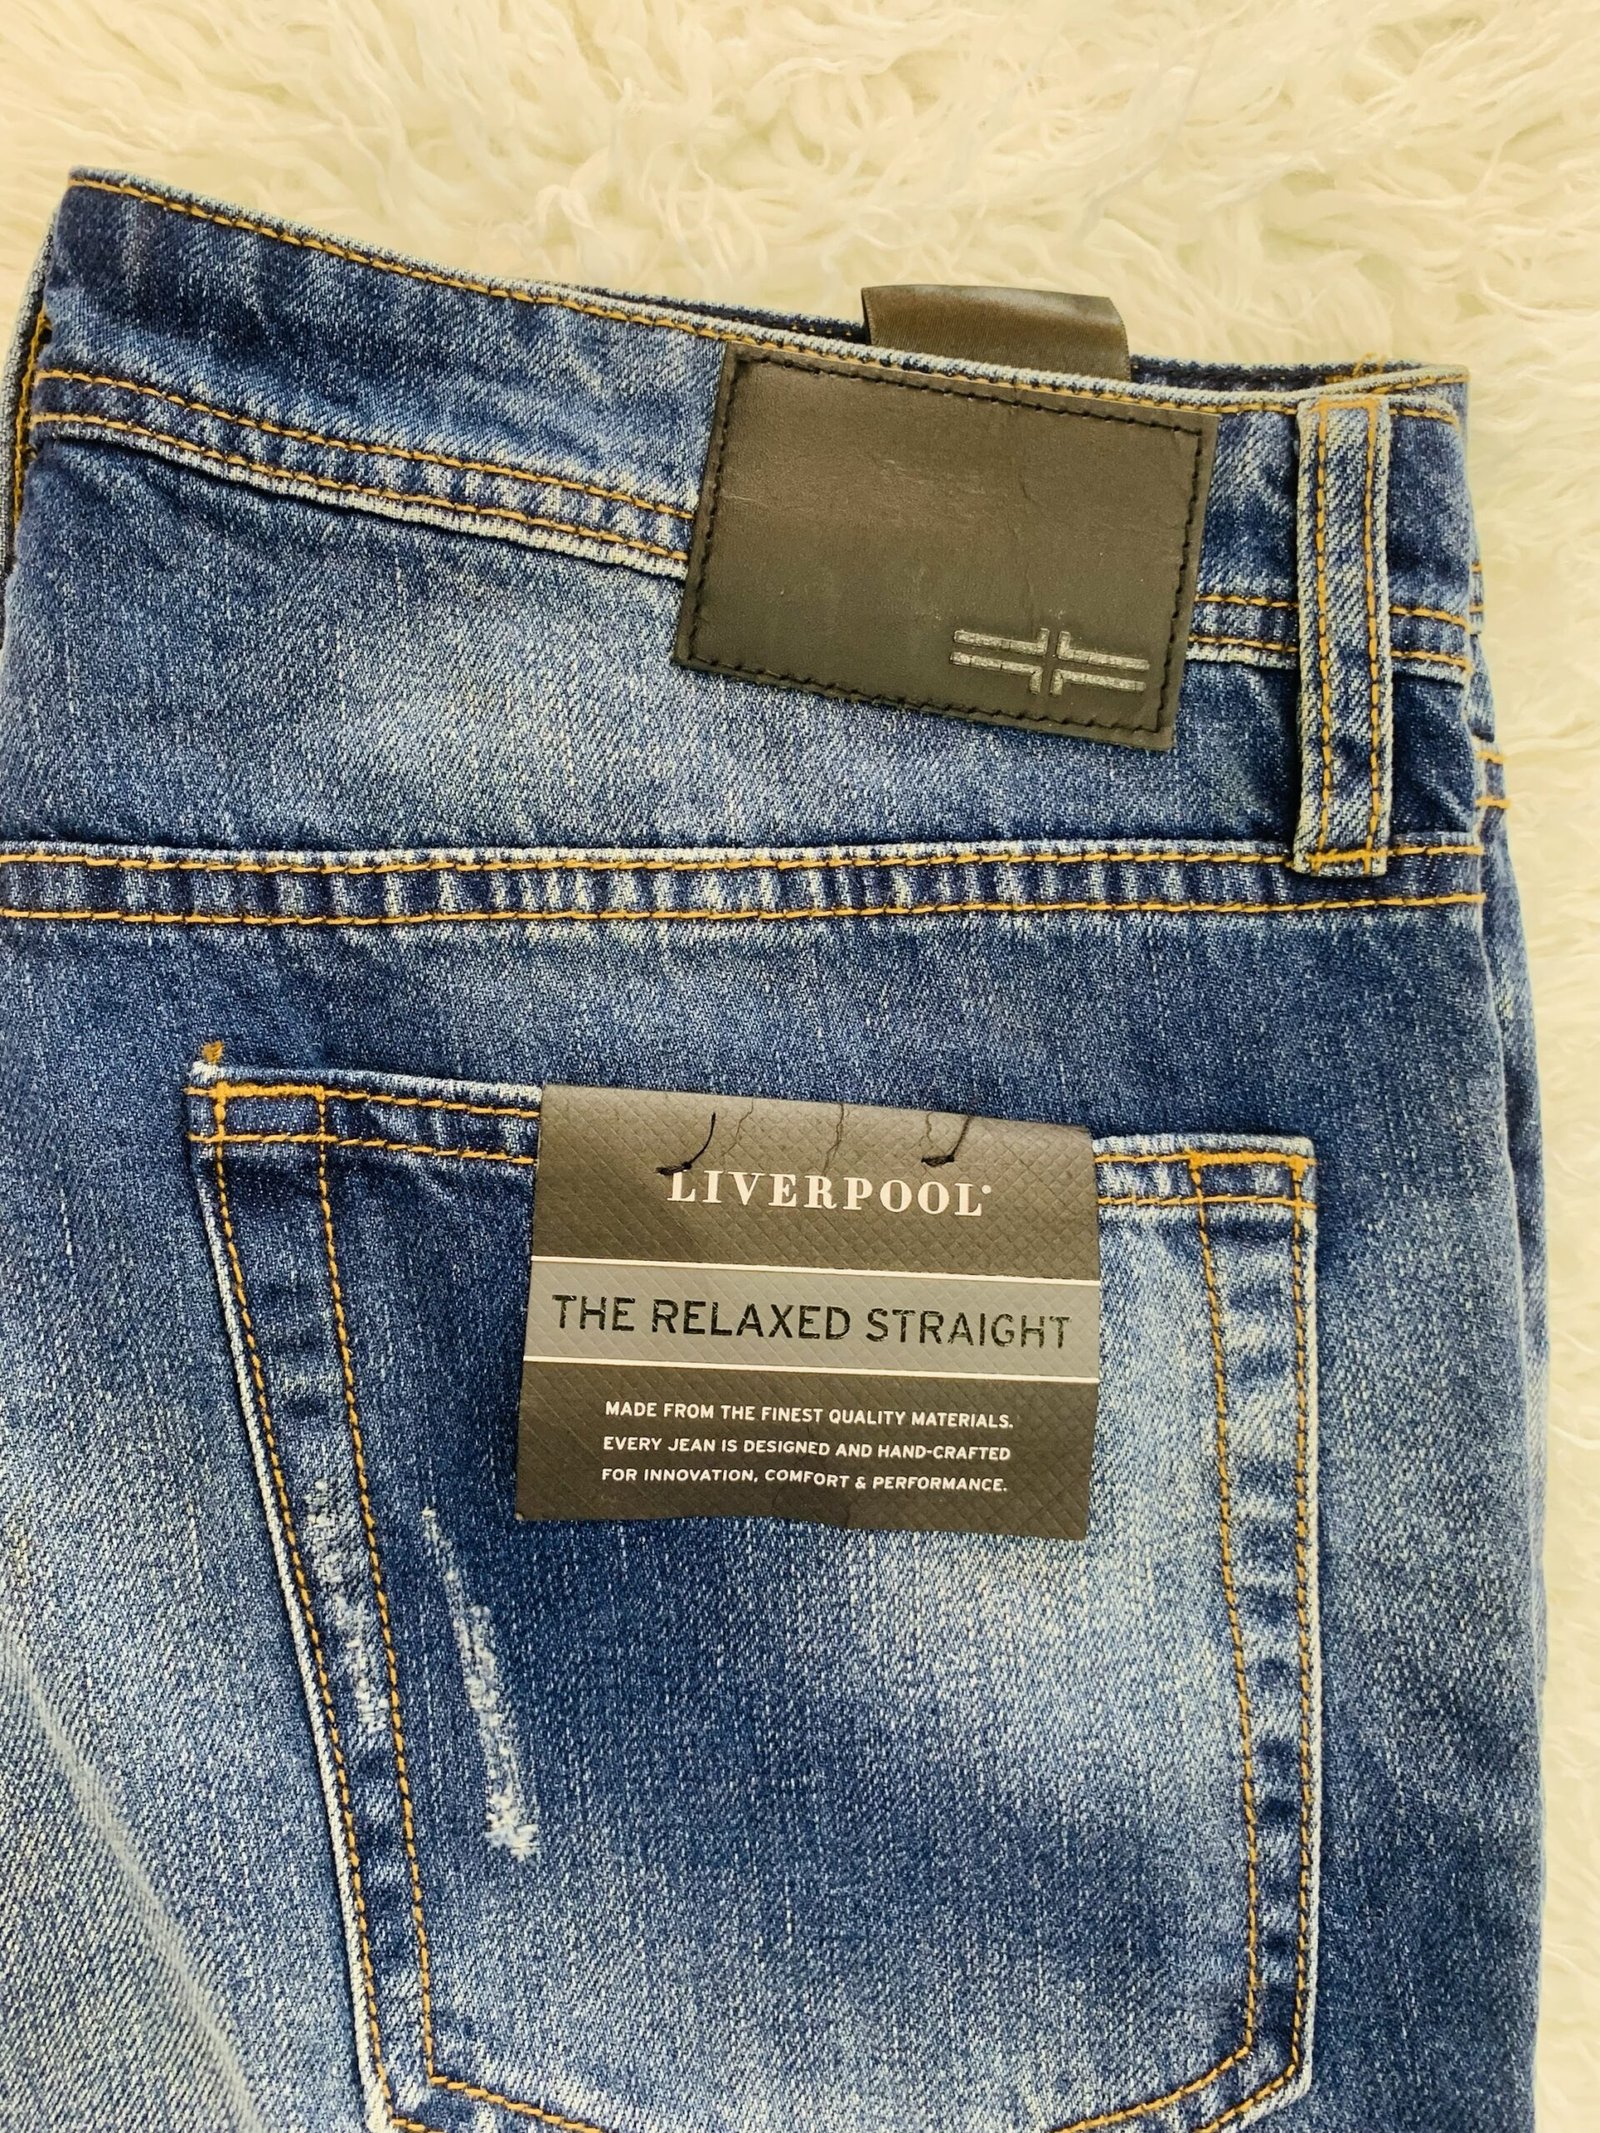 LIVERPOOL®
THE RELAXED STRAIGHT
MADE FROM THE FINEST QUALITY MATERIALS.
EVERY JEAN IS DESIGNED AND HAND-CRAFTED
FOR INNOVATION, COMFORT & PERFORMANCE.